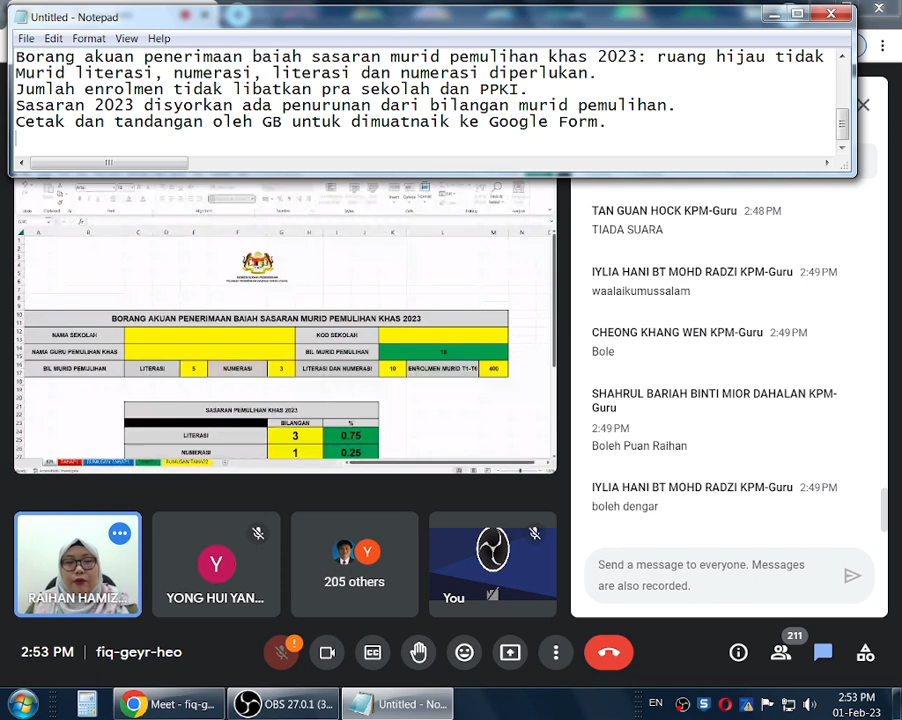 Untitled - Notepad
File Edit Format View Help
Borang akuan penerimaan baiah sasaran murid pemulihan khas 2023: ruang hijau tidak
Murid literasi, numerasi, literasi dan numerasi diperlukan.
Jumlah enrolmen tidak libatkan pra sekolah dan PPKI.
Sasaran 2023 disyorkan ada penurunan dari bilangan murid pemulihan.
Cetak dan tandangan oleh GB untuk dimuatnaik ke Google Form.
BORANG AKUAN PENERIMAAN BAIAH SASARAN MURID PEMULIHAN KHAS 2023
NAMA SEKOLAH KOD SEKOLAH
NAMA GURU PEMULIHAN KHAS BIL MURID PEMULIHAN 18
BIL MURID PEMULIHAN LITERASI 5 NUMERASI 3 LITERASI DAN NUMERASI 10 ENROLMEN MURID T1-T6 400
SASARAN PEMULIHAN KHAS 2023
BILANGAN %
LITERASI 3 0.75
NUMERASI 1 0.25
TAN GUAN HOCK KPM-Guru 2:48 PM
TIADA SUARA
IYLIA HANI BT MOHD RADZI KPM-Guru 2:49 PM
waalaikumussalam
CHEONG KHANG WEN KPM-Guru 2:49 PM
Bole
SHAHRUL BARIAH BINTI MIOR DAHALAN KPM-
Guru
2:49 PM
Boleh Puan Raihan
IYLIA HANI BT MOHD RADZI KPM-Guru 2:49 PM
boleh dengar
Send a message to everyone. Messages
are also recorded.
RAIHAN HAMIZ...
Y
YONG HUI YAN...
Y
205 others
You
2:53 PM | fiq-geyr-heo
211
Meet - fiq-g...
OBS 27.0.1 (3...
Untitled - No...
EN
2:53 PM
01-Feb-23